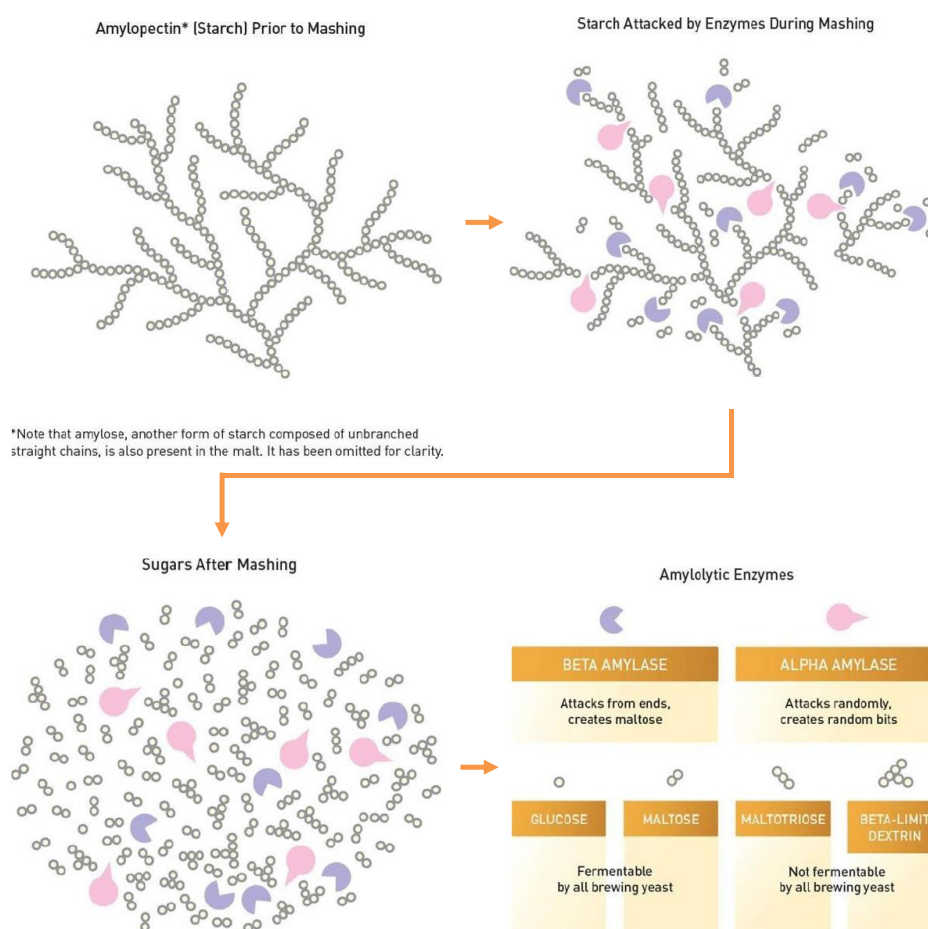 Amylopectin* (Starch) Prior to Mashing
Starch Attacked by Enzymes During Mashing
*Note that amylose, another form of starch composed of unbranched
straight chains, is also present in the malt. It has been omitted for clarity.
Sugars After Mashing
Amylolytic Enzymes
BETA AMYLASE
Attacks from ends,
creates maltose
ALPHA AMYLASE
Attacks randomly,
creates random bits
GLUCOSE
MALTOSE
MALTOTRIOSE
BETA-LIMIT
DEXTRIN
Fermentable
by all brewing yeast
Not fermentable
by all brewing yeast